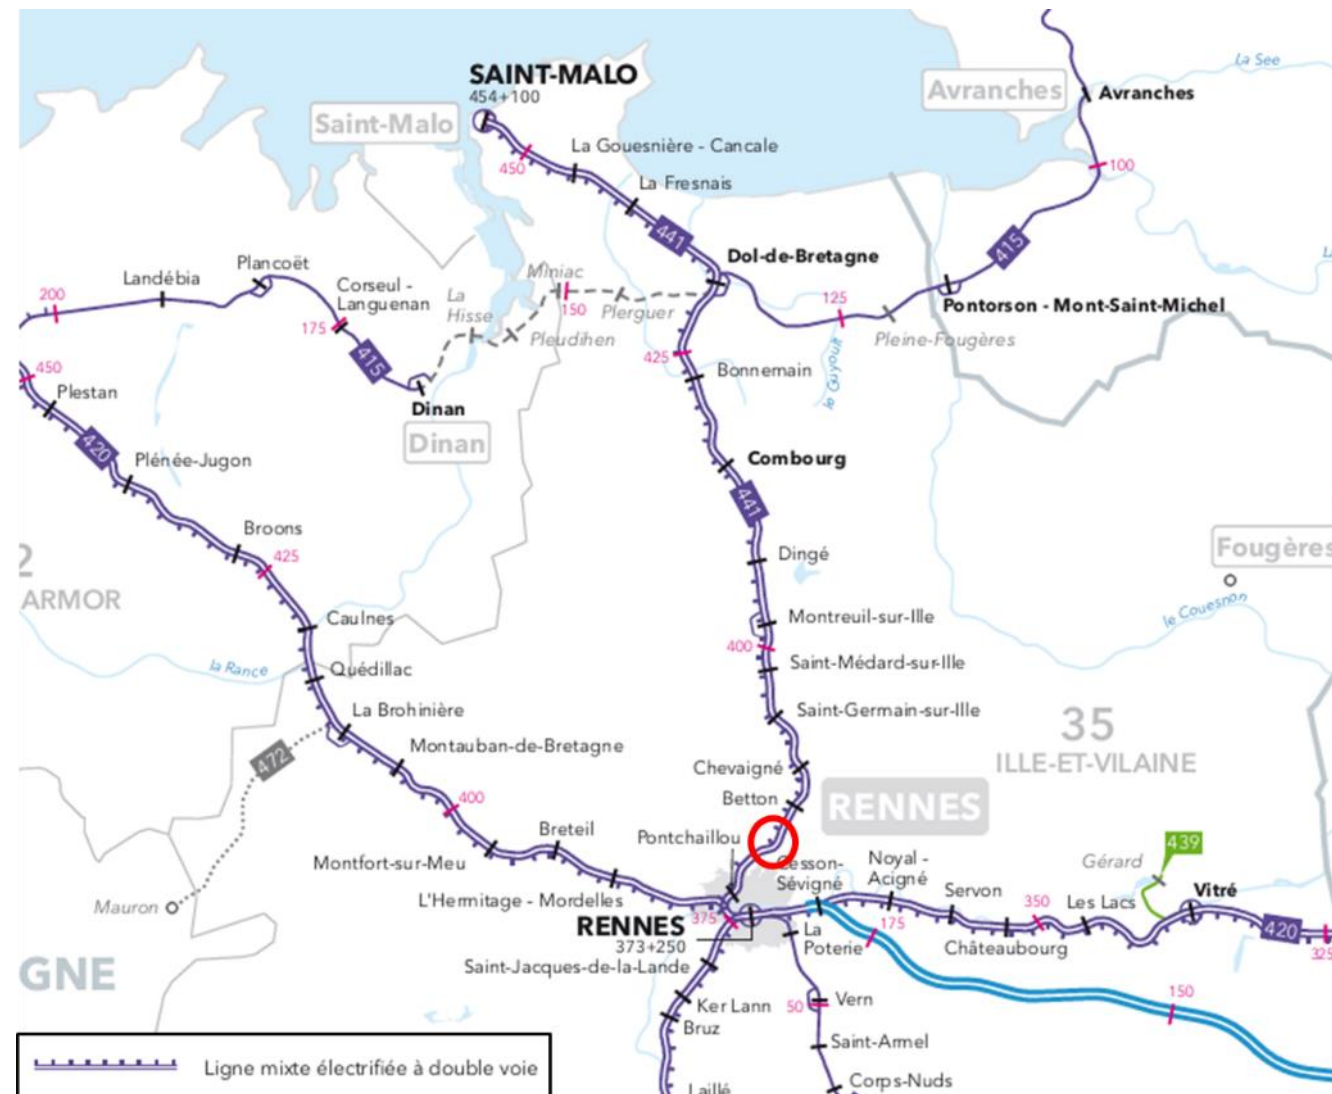 SAINT-MALO
454+100
Saint-Malo
La See
Avranches
Avranches
450
La Gouesnière - Cancale
100
La Fresnais
441
415
Dol-de-Bretagne
Plancoët
Landébia
Corseul -
Languenan
200
175
415
La
Hisse
Miniac
150
Plerguer
Pleudihen
125
Pontorson - Mont-Saint-Michel
Pleine-Fougères
le Guyoult
425
Bonnemain
450
Plestan
Dinan
Dinan
420
Plénée-Jugon
Combourg
441
Broons
425
Dingé
Fougères
2
ARMOR
Caulnes
Montreuil-sur-Ille
le Couesnon
400
Saint-Médard-sur-Ille
la Rance
Quédillac
La Brohinière
Saint-Germain-sur-Ille
35
ILLE-ET-VILAINE
472
Montauban-de-Bretagne
Chevaigné
Betton
RENNES
400
Breteil
Pontchaillou
Montfort-sur-Meu
Cesson-
Sévigné
Noyal -
Acigné
Gérard
439
Servon
Vitré
L'Hermitage - Mordelles
Mauron
375
350
Les Lacs
RENNES
373+250
La
Poterie
175
Châteaubourg
420
325
Saint-Jacques-de-la-Lande
GNE
Ker Lann
50
Vern
150
Bruz
Saint-Armel
Ligne mixte électrifiée à double voie
Corps-Nuds
Laillé